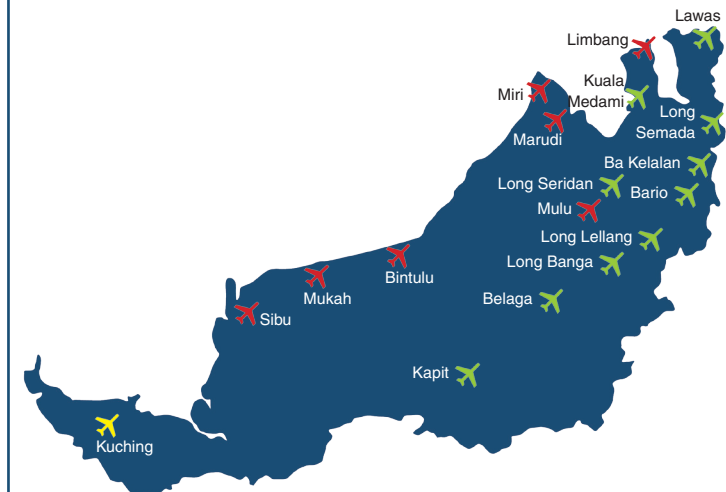 Lawas
Limbang
Kuala
Medami
Miri
Long
Semada
Marudi
Ba Kelalan
Long Seridan
Bario
Mulu
Long Lellang
Long Banga
Bintulu
Mukah
Belaga
Sibu
Kapit
Kuching